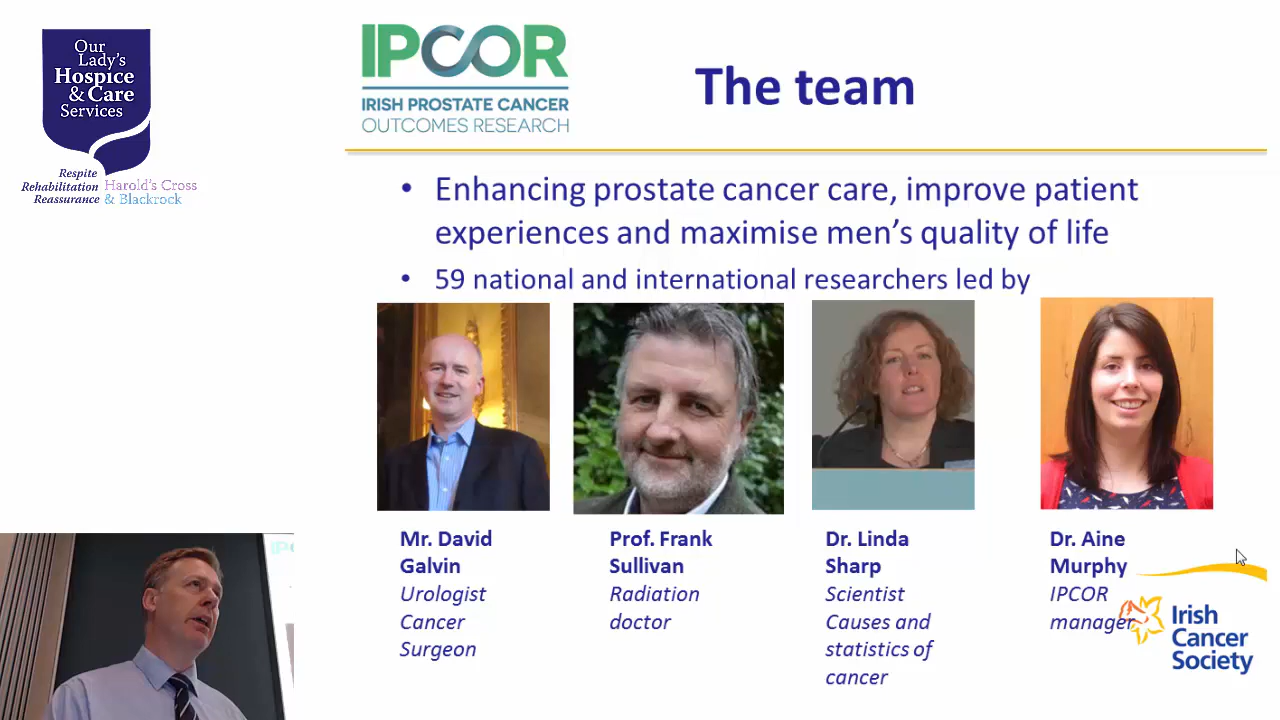 Our
Lady's
Hospice
& Care
Services
Respite
Rehabilitation
Reassurance
Harold's Cross
& Blackrock
IPCOR
IRISH PROSTATE CANCER
OUTCOMES RESEARCH
The team
• Enhancing prostate cancer care, improve patient
experiences and maximise men's quality of life
• 59 national and international researchers led by
Mr. David
Galvin
Urologist
Cancer
Surgeon
Prof. Frank
Sullivan
Radiation
doctor
Dr. Linda
Sharp
Scientist
Causes and
statistics of
cancer
Dr. Aine
Murphy
IPCOR
manager
Irish
Cancer
Society
IPC